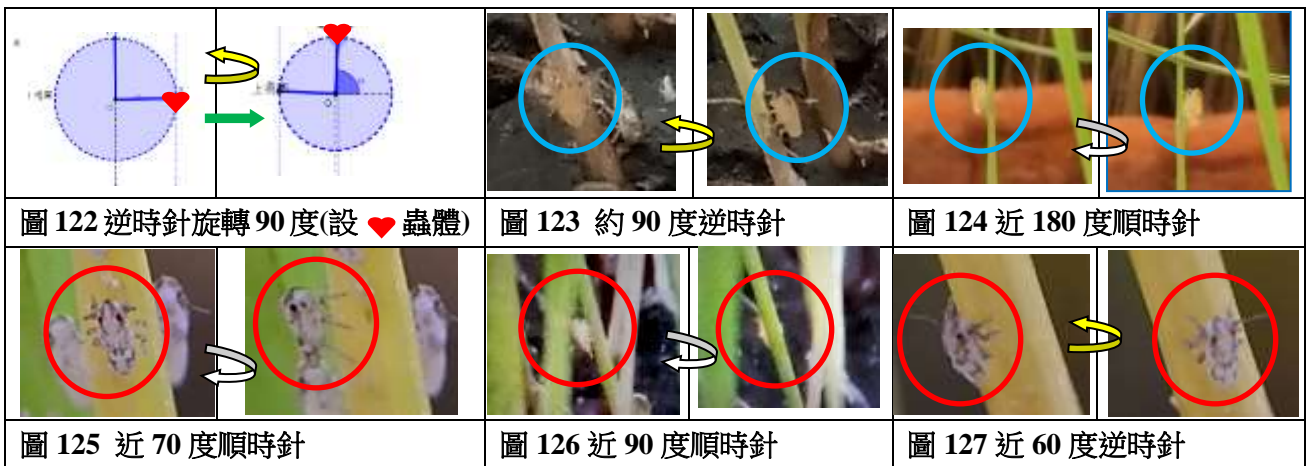 圖 122 逆時針旋轉 90 度(設 蟲體)
圖 123 約 90 度逆時針
圖 124 近 180 度順時針
圖 125 近 70 度順時針
圖 126 近 90 度順時針
圖 127 近 60 度逆時針